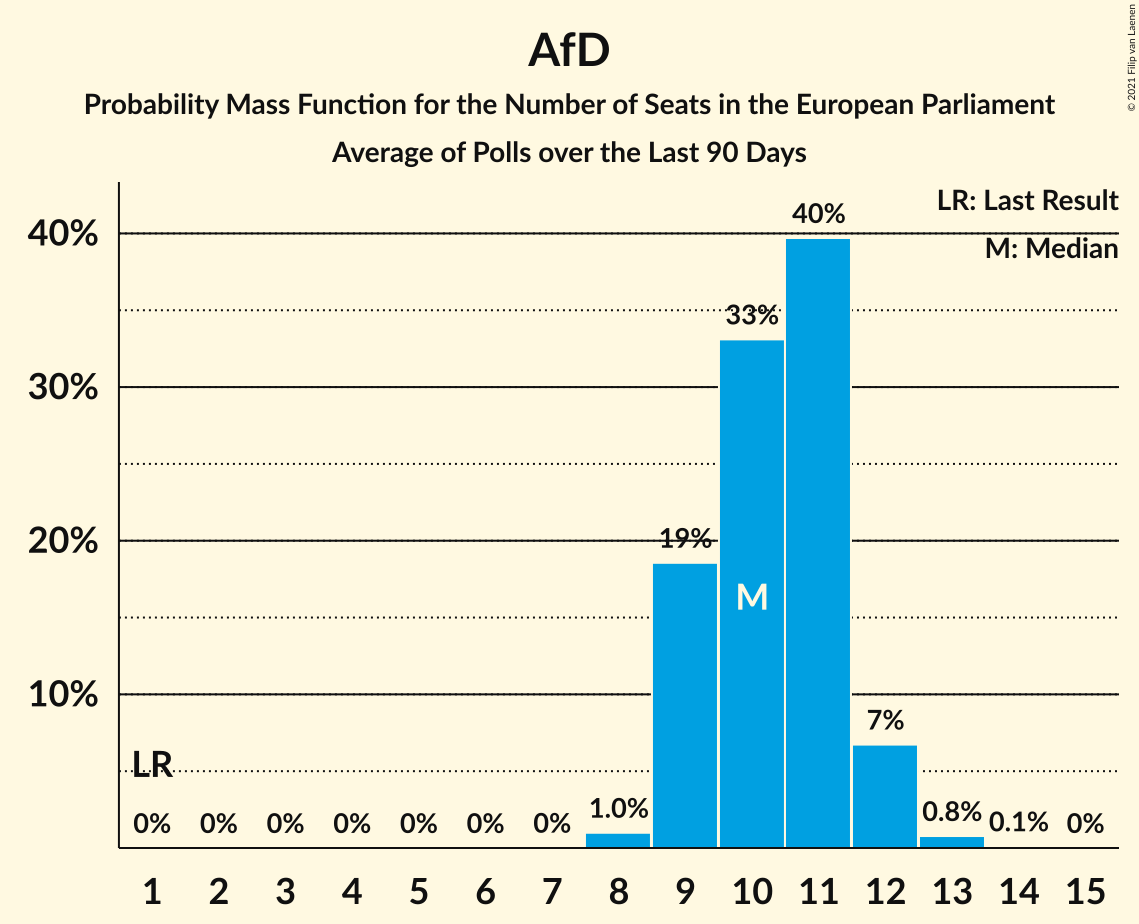 AfD
Probability Mass Function for the Number of Seats in the European Parliament
Average of Polls over the Last 90 Days
© 2021 Filip van Laenen
LR: Last Result
M: Median
40%
30%
20%
10%
LR
M
0% 0% 0% 0% 0% 0% 0% 1.0% 19% 33% 40% 7% 0.8% 0.1% 0%
1 2 3 4 5 6 7 8 9 10 11 12 13 14 15